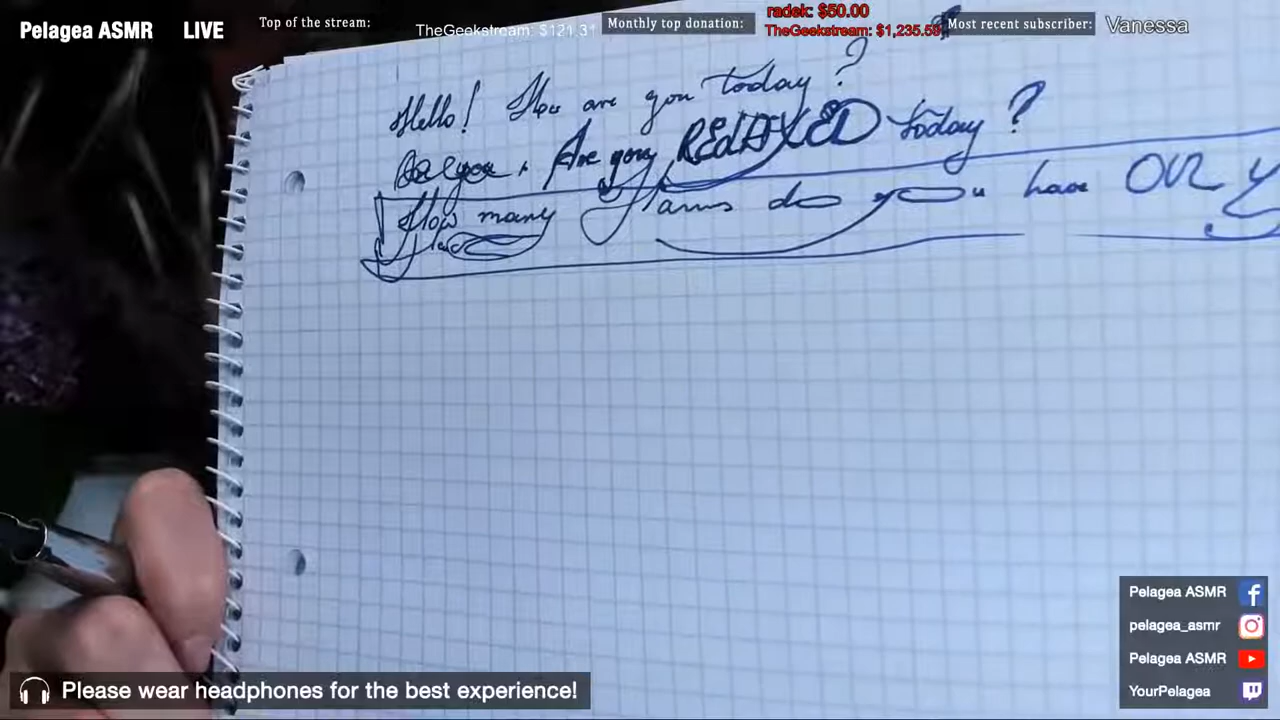 Pelagea ASMR LIVE
Top of the stream:
TheGeekstream: $121.31
Monthly top donation:
radek: $50.00
TheGeekstream: $1,235.58
Most recent subscriber:
Vanessa
Hello! How are you today?
Are you RELAXED today?
How many do you have
Pelagea ASMR
pelagea_asmr
Pelagea ASMR
YourPelagea
Please wear headphones for the best experience!